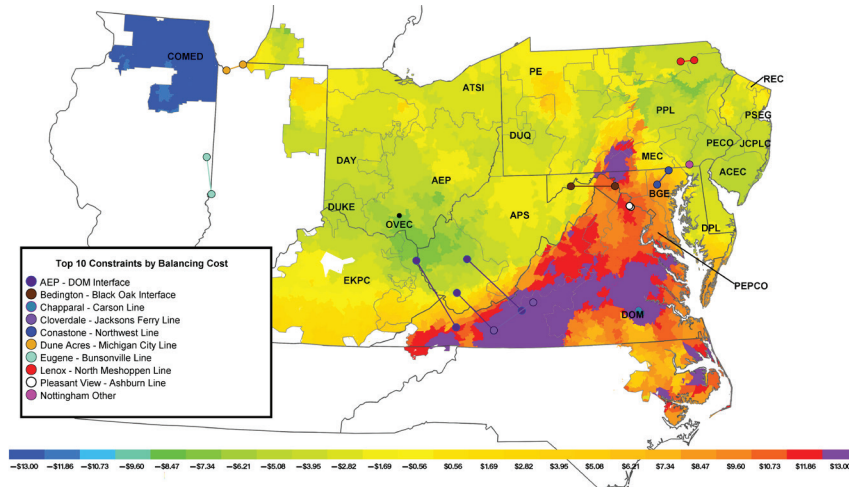 COMED
PE
REC
ATSI
PPL
PSEG
DUQ
PECO
JCPLC
DAY
MEC
AEP
ACEC
DUKE
BGE
OVEC
APS
DPL
EKPC
PEPCO
DOM
Top 10 Constraints by Balancing Cost
AEP - DOM Interface
Bedington - Black Oak Interface
Chapparal - Carson Line
Cloverdale - Jacksons Ferry Line
Conastone - Northwest Line
Dune Acres - Michigan City Line
Eugene - Bunsonville Line
Lenox - North Meshoppen Line
Pleasant View - Ashburn Line
Nottingham Other
–$13.00 –$11.86 –$10.73 –$9.60 –$8.47 –$7.34 –$6.21 –$5.08 –$3.95 –$2.82 –$1.69 –$0.56 $0.56 $1.69 $2.82 $3.95 $5.08 $6.21 $7.34 $8.47 $9.60 $10.73 $11.86 $13.00